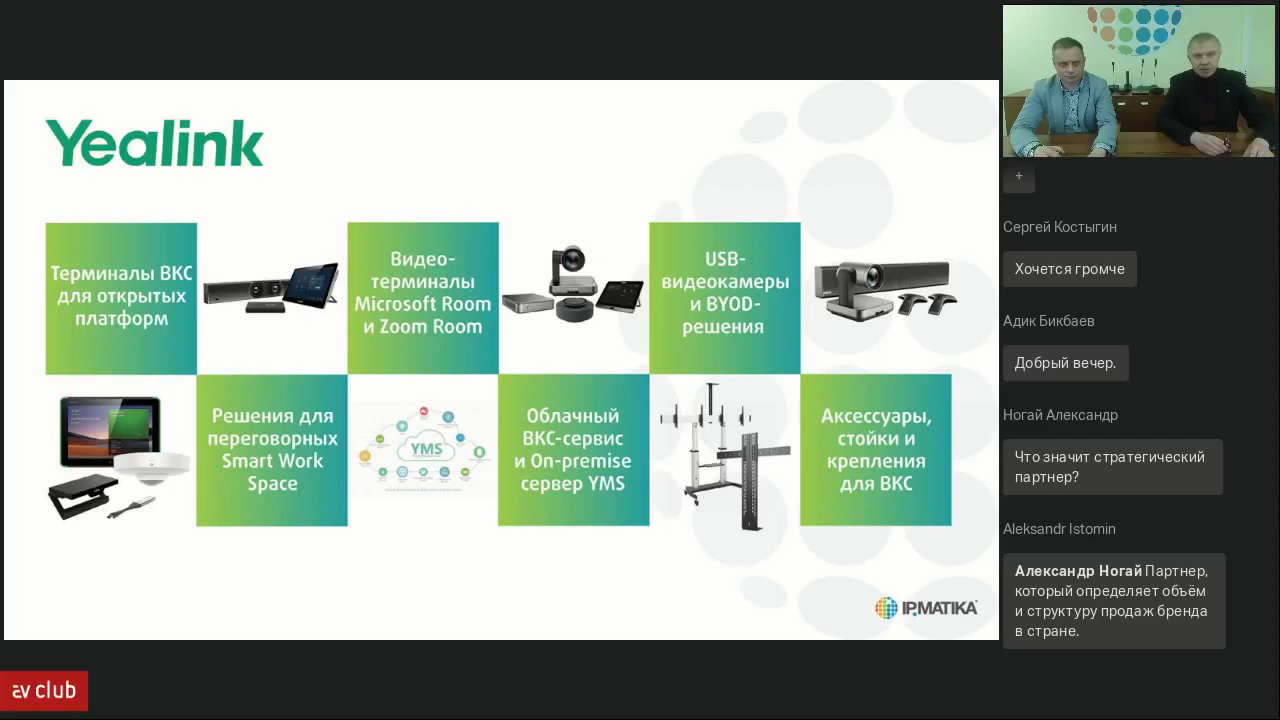 Yealink
Терминалы ВКС
для открытых
платформ
Видео-
терминалы
Microsoft Room
и Zoom Room
USB-
видеокамеры
и BYOD-
решения
Решения для
переговорных
Smart Work
Space
YMS
Облачный
ВКС-сервис
и On-premise
сервер YMS
Аксессуары,
стойки и
крепления
для ВКС
IPMATIKA
av club
+
Сергей Костыгин
Хочется громче
Адик Бикбаев
Добрый вечер.
Ногай Александр
Что значит стратегический
партнер?
Aleksandr Istomin
Александр Ногай Партнер,
который определяет объём
и структуру продаж бренда
в стране.